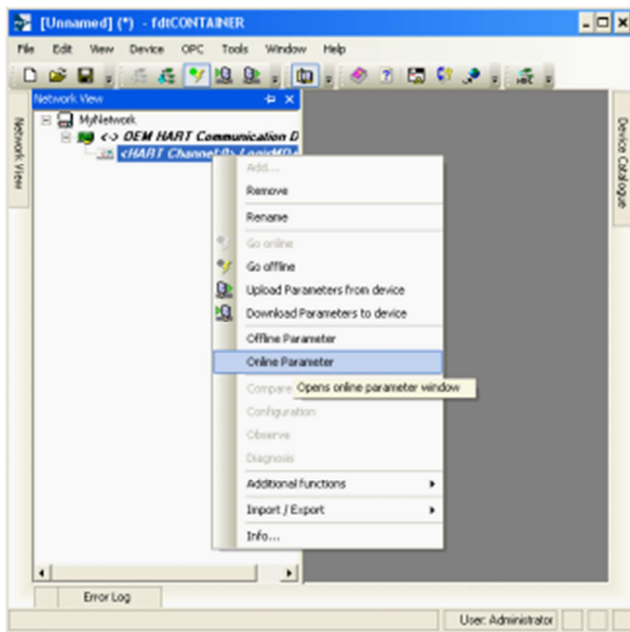 [Unnamed] (*) - fdtCONTAINER
File Edit View Device OPC Tools Window Help
Network View
Network View
Device Catalogue
MyNetwork
<-> OEM HART Communication D
<HART Channel 0>
Add...
Remove
Rename
Go online
Go offline
Upload Parameters from device
Download Parameters to device
Offline Parameter
Online Parameter
Compare
Opens online parameter window
Configuration
Observe
Diagnosis
Additional functions
Import / Export
Info...
Error Log
User: Administrator